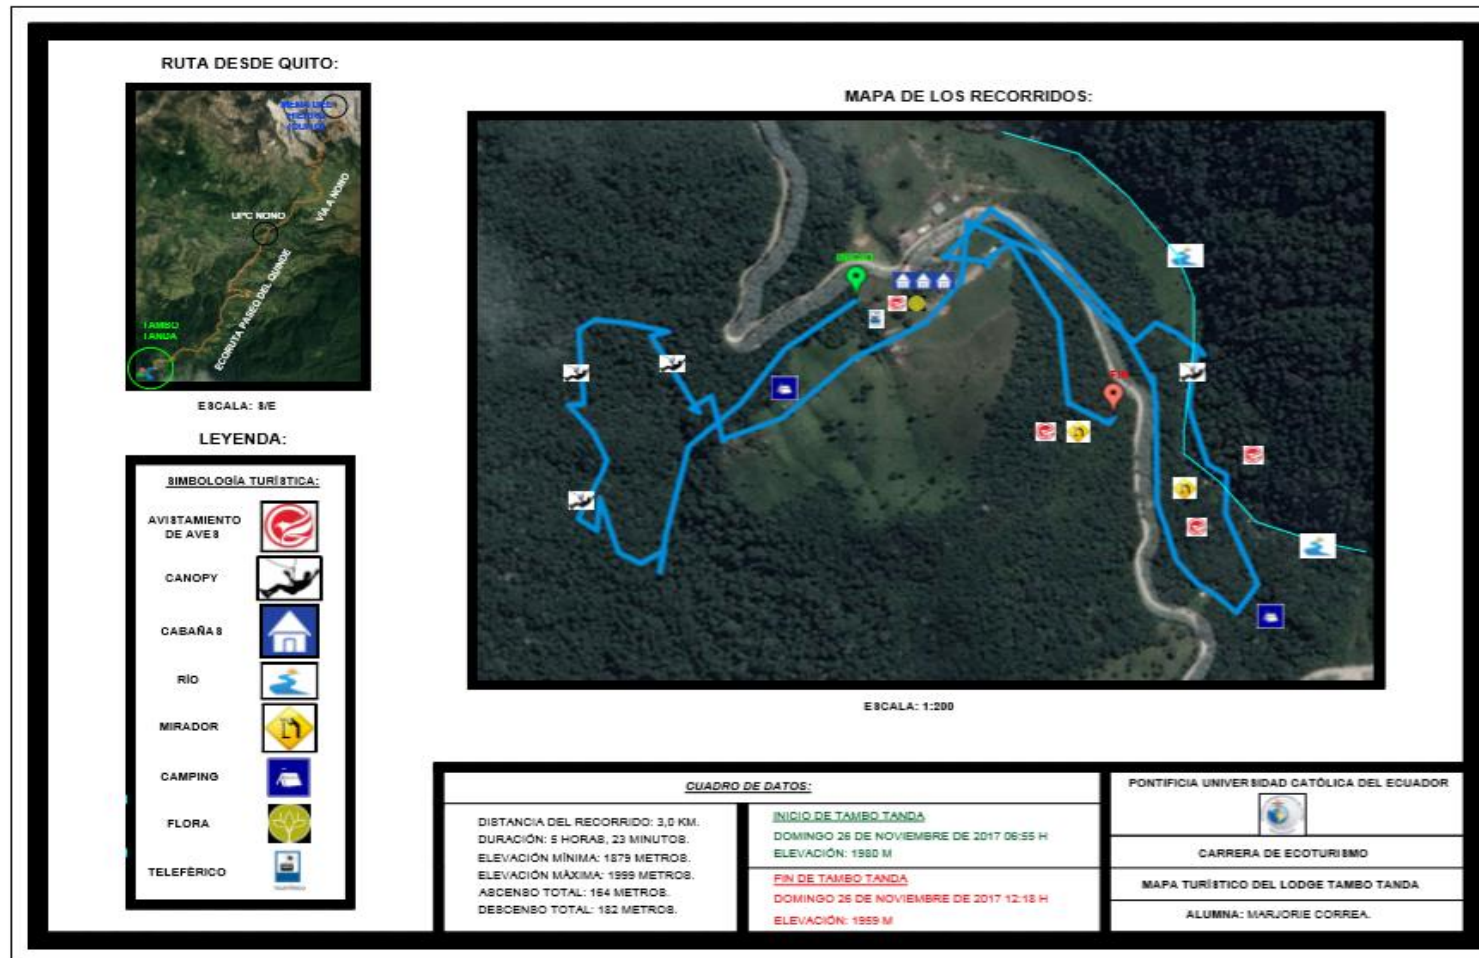 RUTA DESDE QUITO:
UPC NONO
VÍA A NONO
ECORUTA PASEO DEL QUINDE
TAMBO
TANDA
ESCALA: S/E
MAPA DE LOS RECORRIDOS:
INICIO
FIN
ESCALA: 1:200
LEYENDA:
SIMBOLOGÍA TURÍSTICA:
AVISTAMIENTO
DE AVES
CANOPY
CABAÑAS
RÍO
MIRADOR
CAMPING
FLORA
TELEFÉRICO
CUADRO DE DATOS:
DISTANCIA DEL RECORRIDO: 3,0 KM.
DURACIÓN: 5 HORAS, 23 MINUTOS.
ELEVACIÓN MÍNIMA: 1879 METROS.
ELEVACIÓN MÁXIMA: 1999 METROS.
ASCENSO TOTAL: 164 METROS.
DESCENSO TOTAL: 182 METROS.
INICIO DE TAMBO TANDA
DOMINGO 26 DE NOVIEMBRE DE 2017 06:55 H
ELEVACIÓN: 1980 M
FIN DE TAMBO TANDA
DOMINGO 26 DE NOVIEMBRE DE 2017 12:18 H
ELEVACIÓN: 1959 M
PONTIFICIA UNIVERSIDAD CATÓLICA DEL ECUADOR
CARRERA DE ECOTURISMO
MAPA TURÍSTICO DEL LODGE TAMBO TANDA
ALUMNA: MARJORIE CORREA.